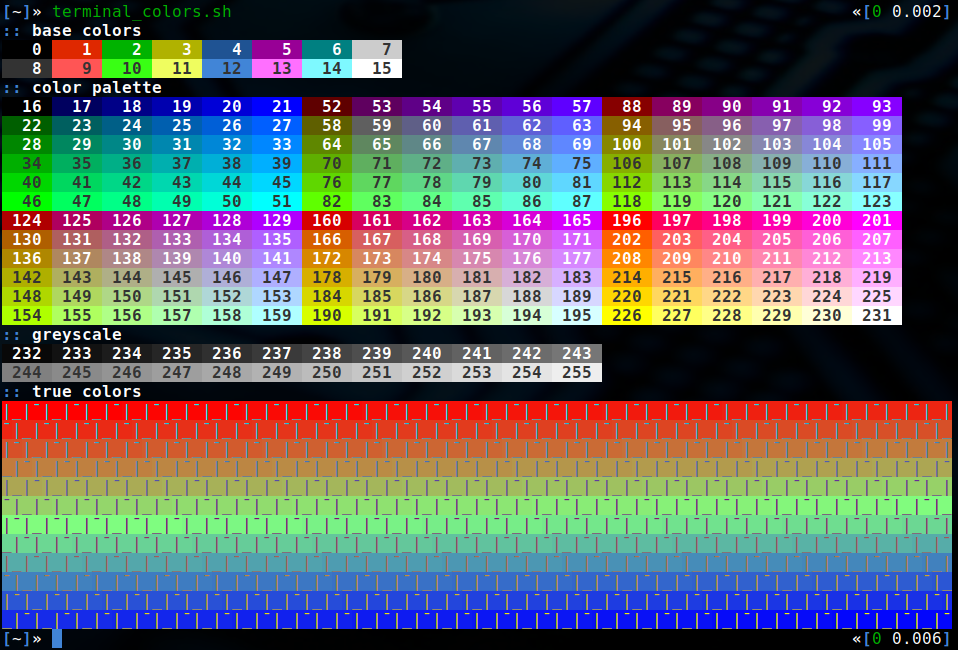 [~]» terminal_colors.sh «[0 0.002]
:: base colors
0 1 2 3 4 5 6 7
8 9 10 11 12 13 14 15
:: color palette
16 17 18 19 20 21 52 53 54 55 56 57 88 89 90 91 92 93
22 23 24 25 26 27 58 59 60 61 62 63 94 95 96 97 98 99
28 29 30 31 32 33 64 65 66 67 68 69 100 101 102 103 104 105
34 35 36 37 38 39 70 71 72 73 74 75 106 107 108 109 110 111
40 41 42 43 44 45 76 77 78 79 80 81 112 113 114 115 116 117
46 47 48 49 50 51 82 83 84 85 86 87 118 119 120 121 122 123
124 125 126 127 128 129 160 161 162 163 164 165 196 197 198 199 200 201
130 131 132 133 134 135 166 167 168 169 170 171 202 203 204 205 206 207
136 137 138 139 140 141 172 173 174 175 176 177 208 209 210 211 212 213
142 143 144 145 146 147 178 179 180 181 182 183 214 215 216 217 218 219
148 149 150 151 152 153 184 185 186 187 188 189 220 221 222 223 224 225
154 155 156 157 158 159 190 191 192 193 194 195 226 227 228 229 230 231
:: greyscale
232 233 234 235 236 237 238 239 240 241 242 243
244 245 246 247 248 249 250 251 252 253 254 255
:: true colors
[~]» «[0 0.006]